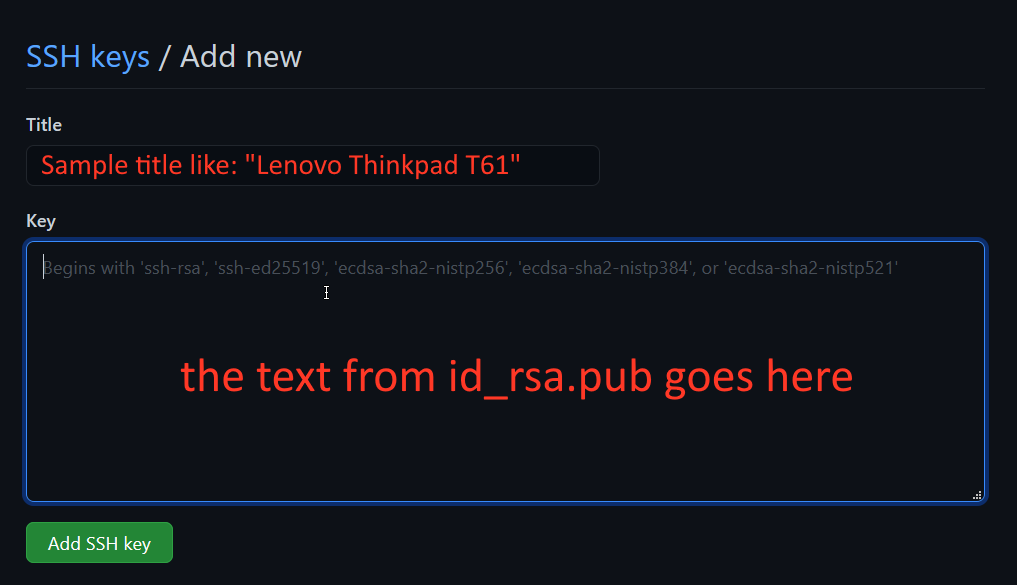 SSH keys / Add new
Title
Sample title like: "Lenovo Thinkpad T61"
Key
Begins with 'ssh-rsa', 'ssh-ed25519', 'ecdsa-sha2-nistp256', 'ecdsa-sha2-nistp384', or 'ecdsa-sha2-nistp521'
the text from id_rsa.pub goes here
Add SSH key